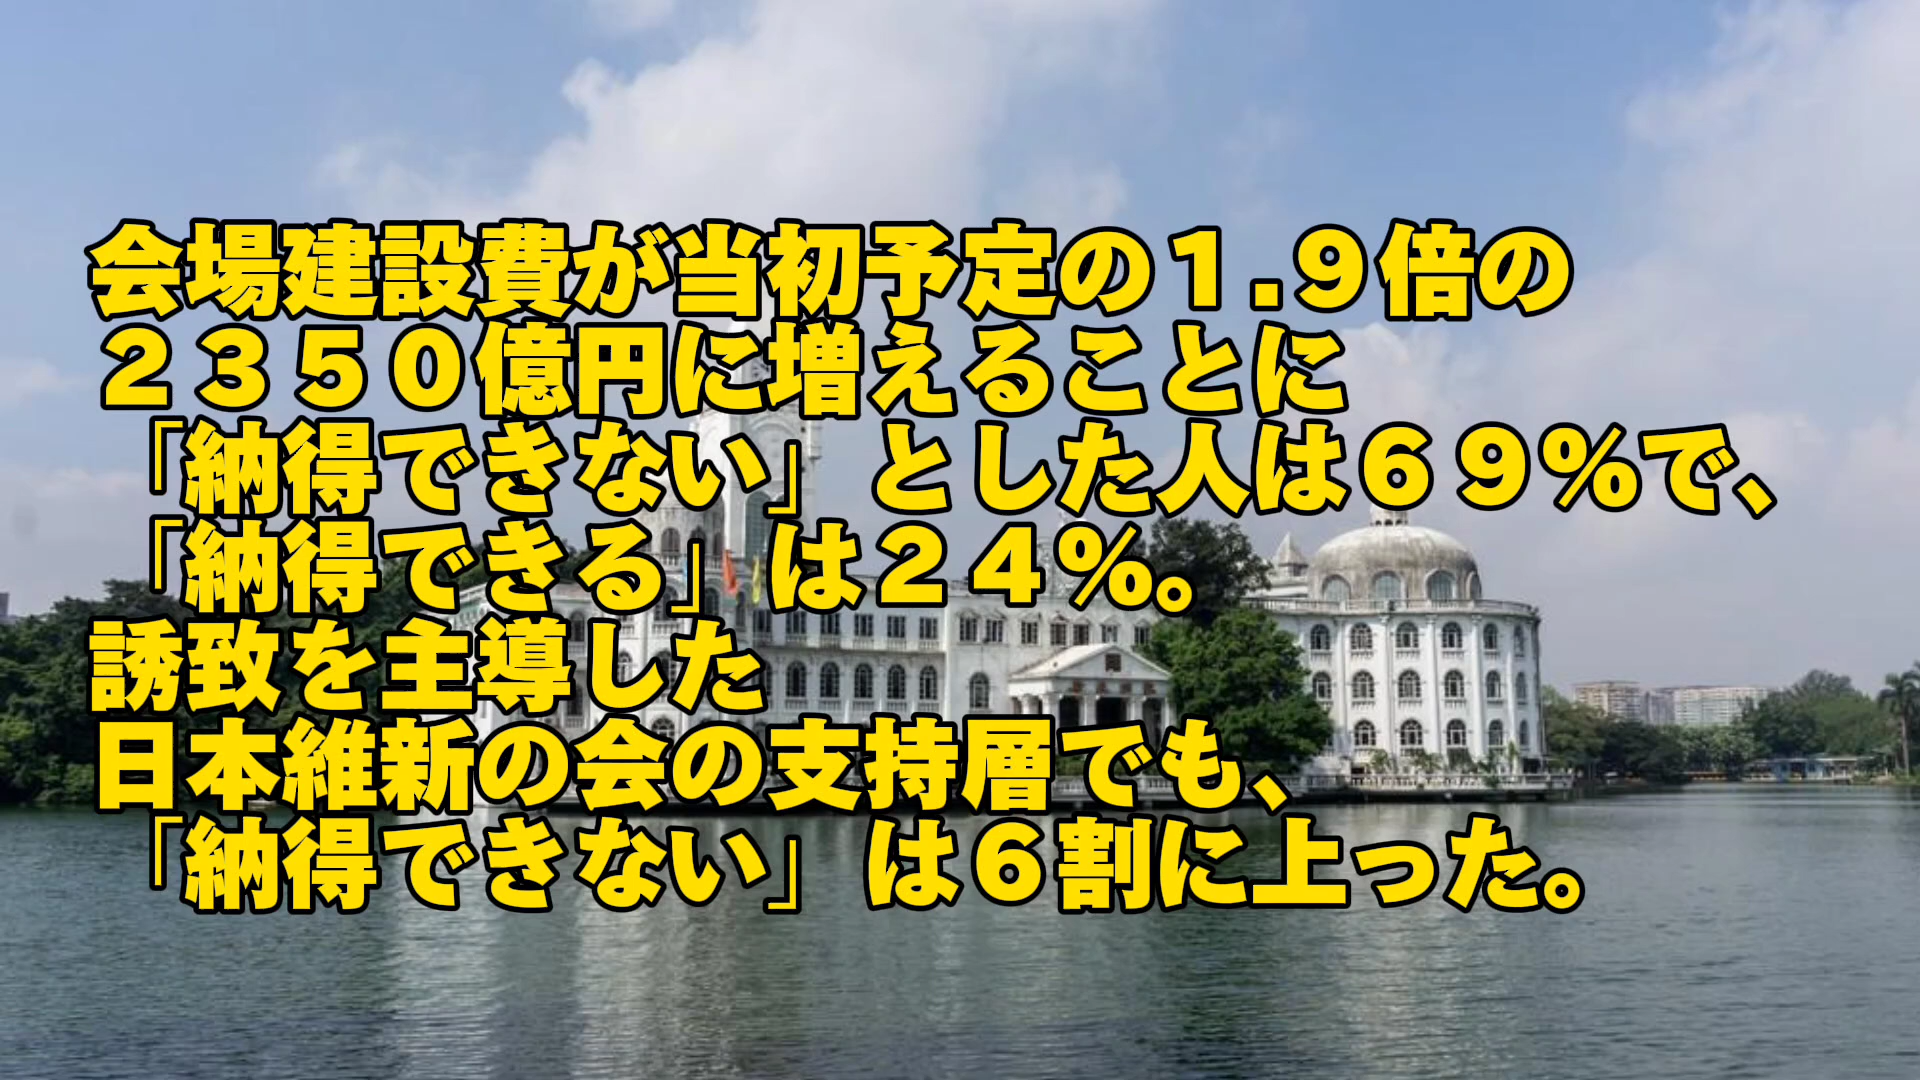 会場建設費が当初予定の１.９倍の
２３５０億円に増えることに
「納得できない」とした人は６９％で、
「納得できる」は２４％。
誘致を主導した
日本維新の会の支持層でも、
「納得できない」は６割に上った。